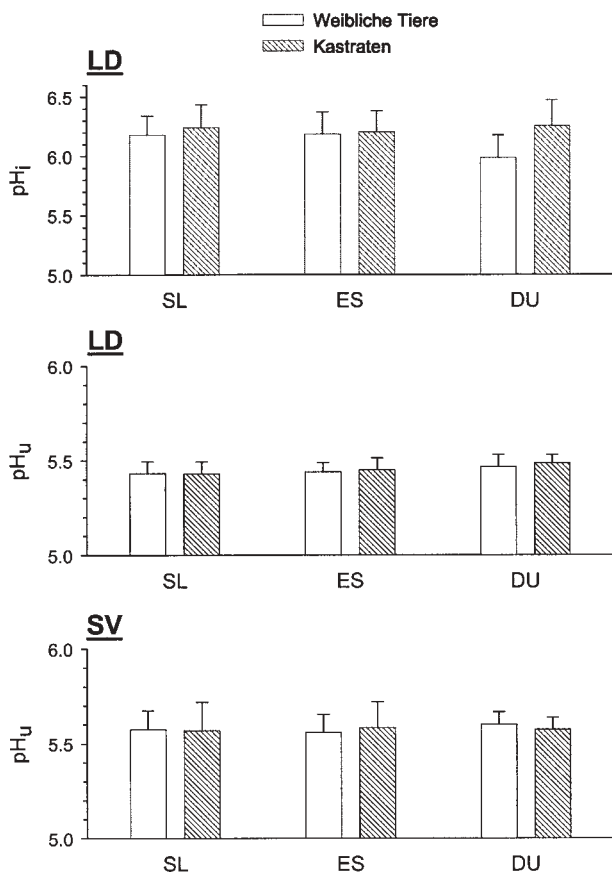 Weibliche Tiere
Kastraten
LD
6.5
6.0
5.5
5.0
pHi
SL ES DU
LD
6.0
5.5
5.0
pHu
SL ES DU
SV
6.0
5.5
5.0
pHu
SL ES DU